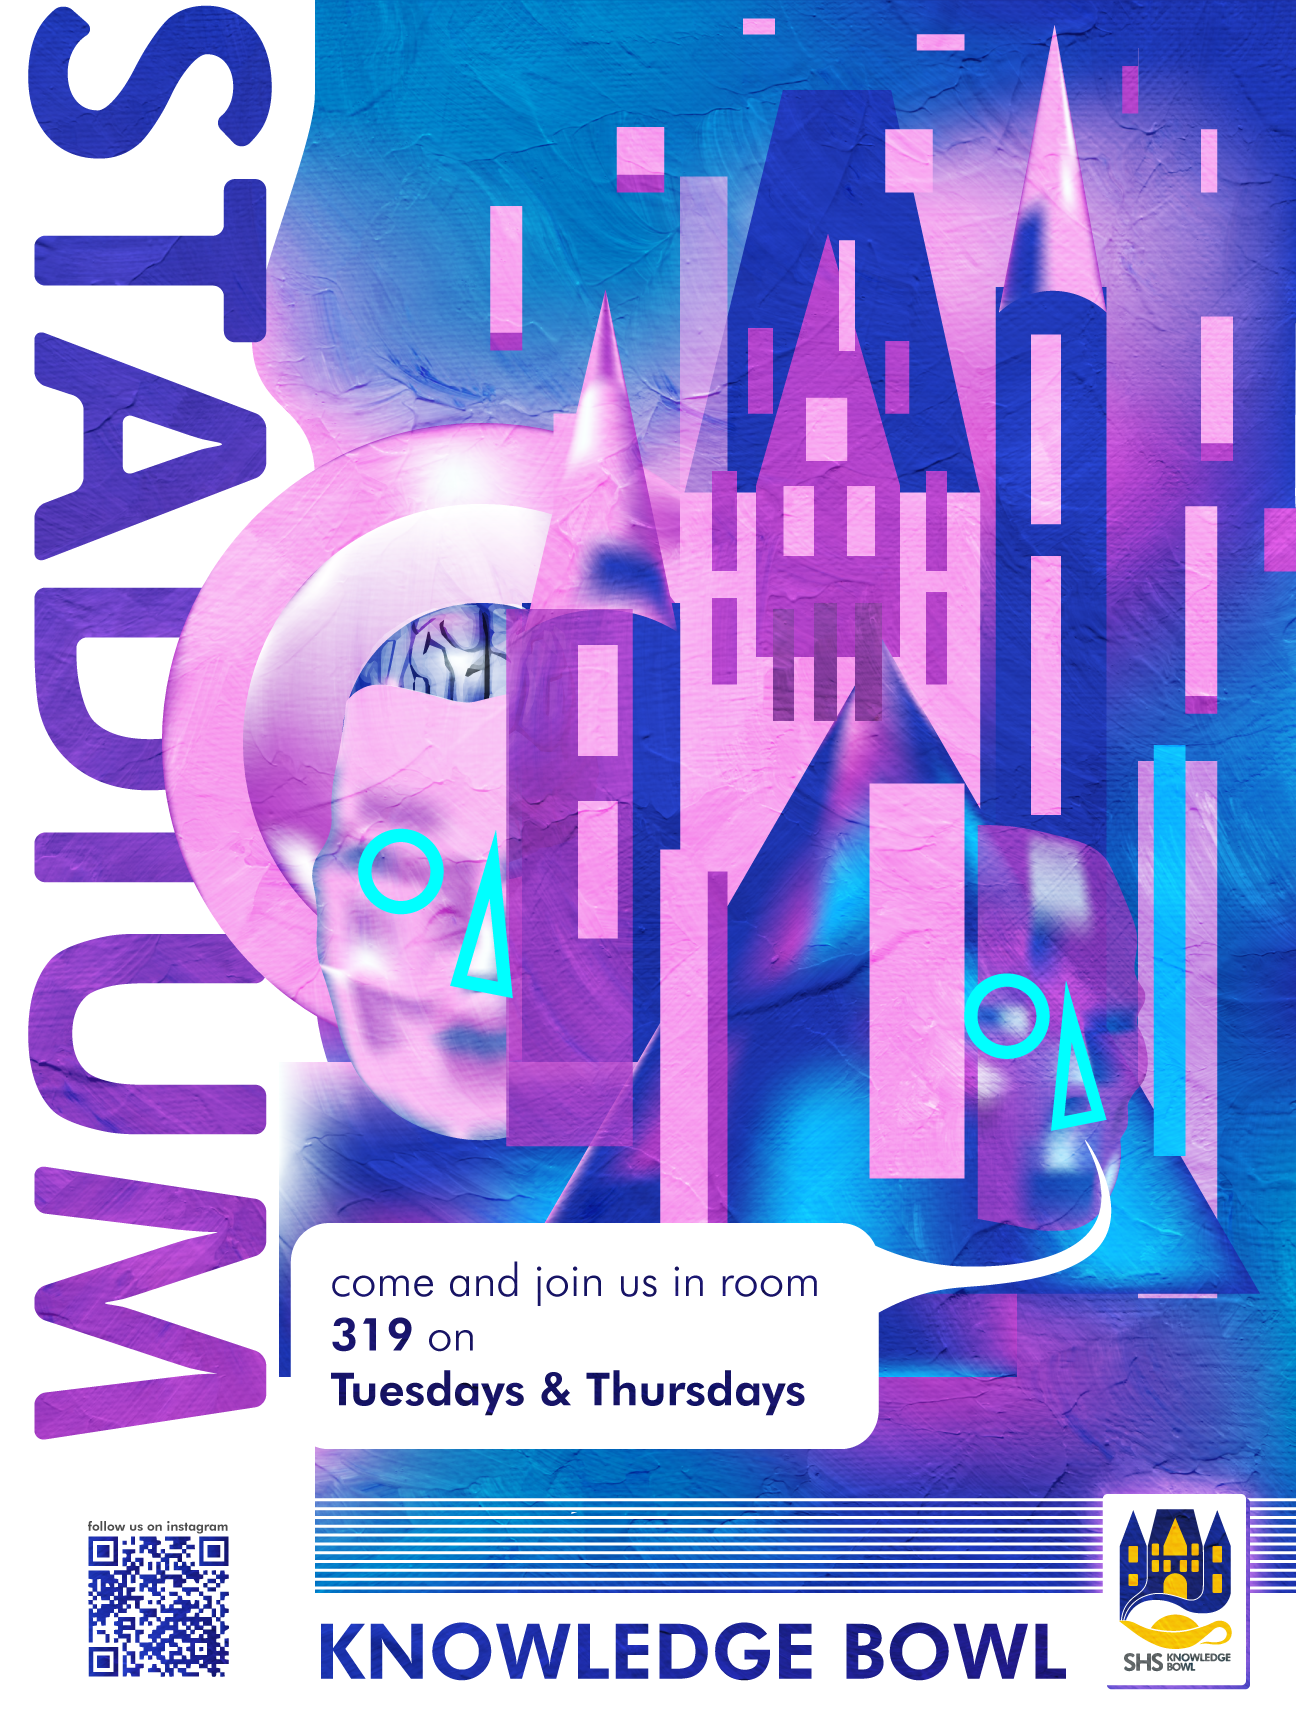 STADIUM
come and join us in room
319 on
Tuesdays & Thursdays
follow us on instagram
KNOWLEDGE BOWL
SHS KNOWLEDGE
BOWL